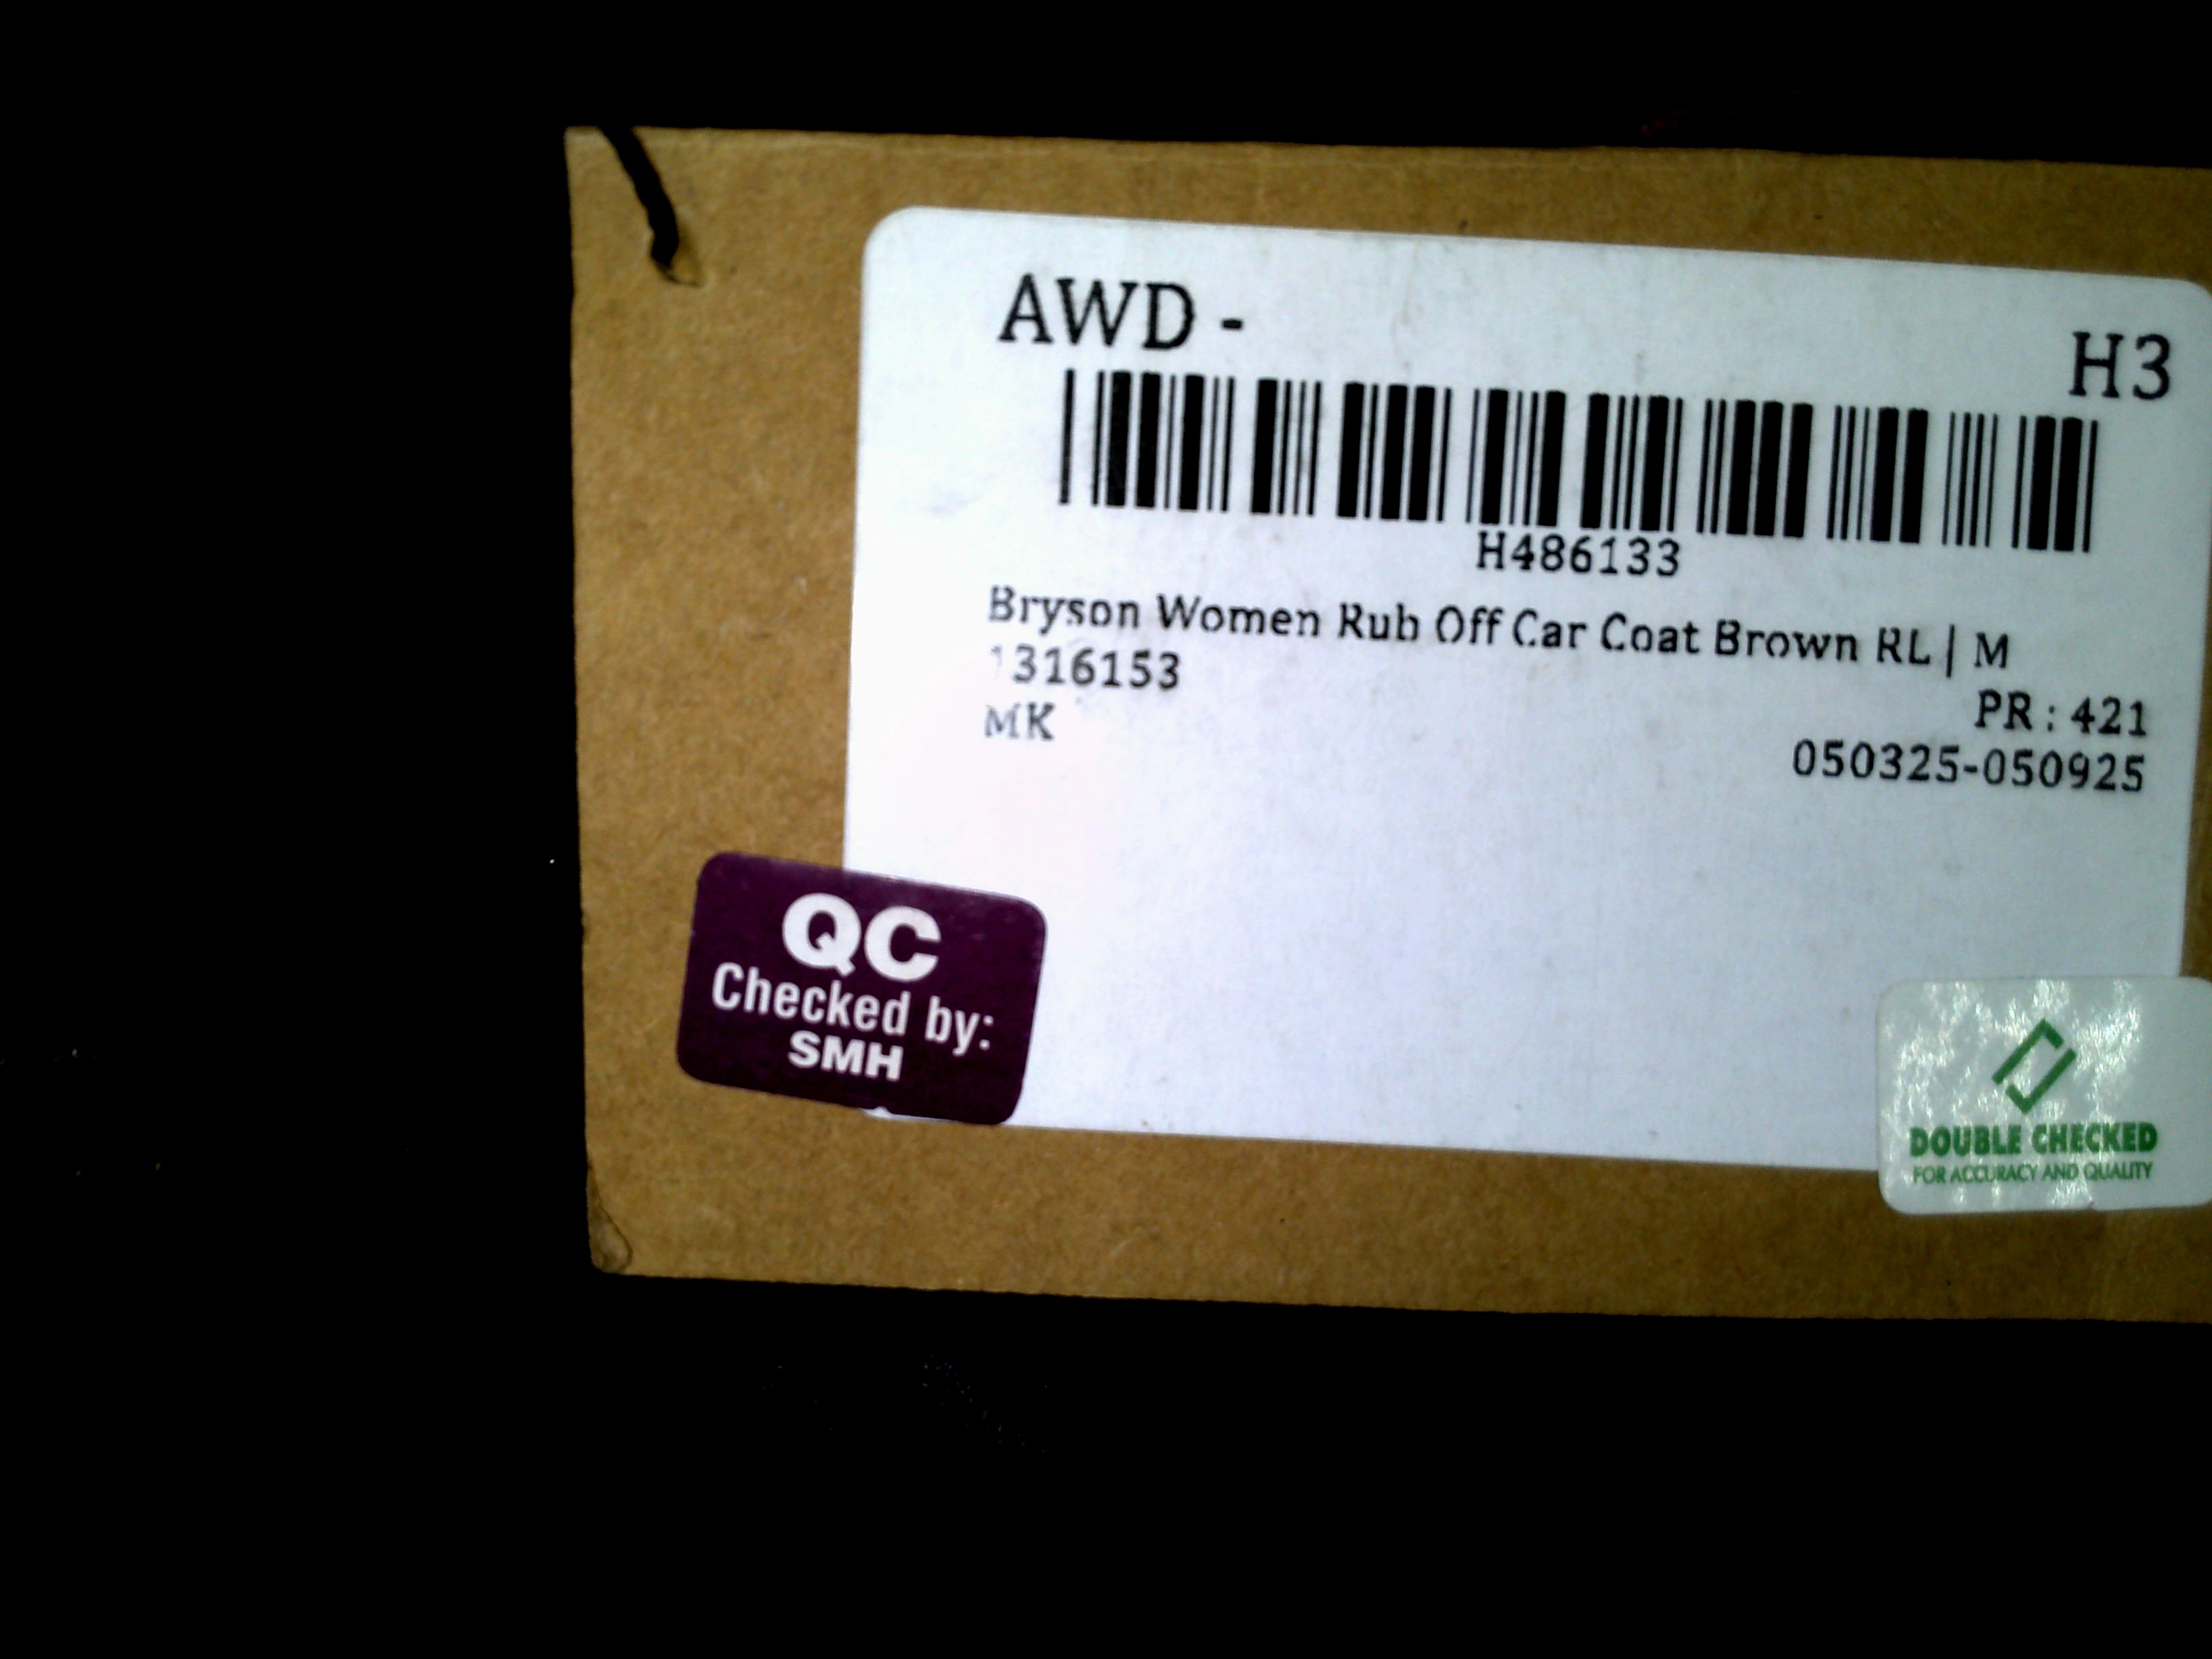 AWD -
H3
H486133
Bryson Women Rub Off Car Coat Brown RL | M
1316153
PR : 421
MK
050325-050925
QC
Checked by:
SMH
DOUBLE CHECKED
FOR ACCURACY AND QUALITY